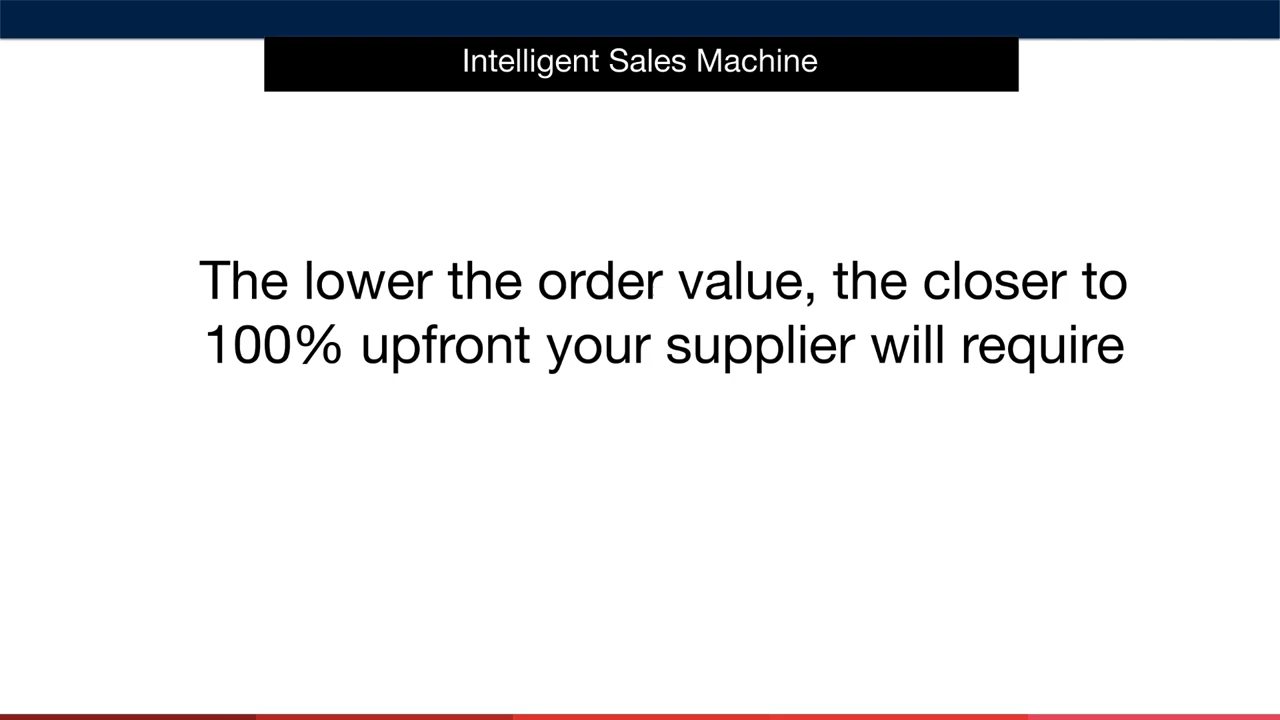 Intelligent Sales Machine
The lower the order value, the closer to
100% upfront your supplier will require